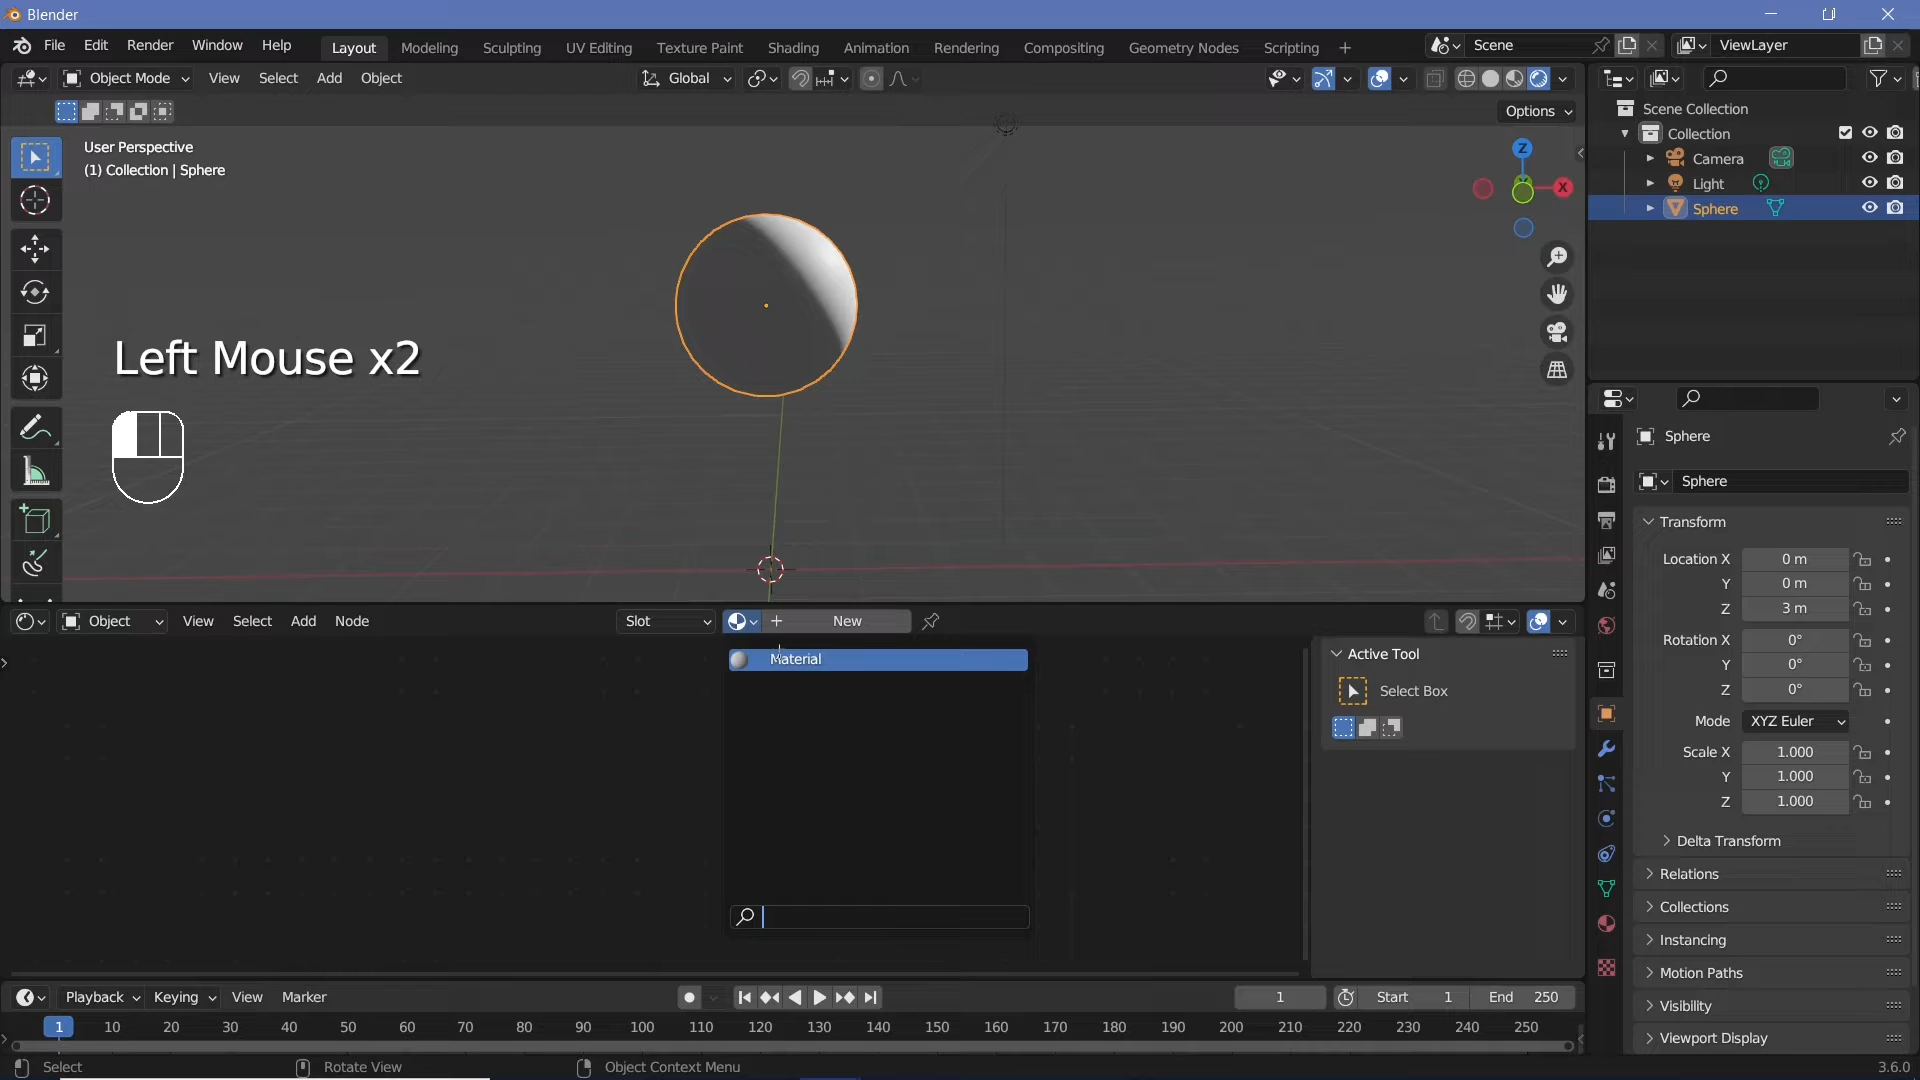 Blender
File Edit Render Window Help Layout Modeling Sculpting UV Editing Texture Paint Shading Animation Rendering Compositing Geometry Nodes Scripting + Scene ViewLayer
Object Mode View Select Add Object Global
Options
User Perspective
(1) Collection | Sphere
Z
X
Left Mouse x2
Scene Collection
Collection
Camera
Light
Sphere
Sphere
Sphere
Transform
Location X 0 m
Y 0 m
Z 3 m
Rotation X 0°
Y 0°
Z 0°
Mode XYZ Euler
Scale X 1.000
Y 1.000
Z 1.000
Delta Transform
Relations
Collections
Instancing
Motion Paths
Visibility
Viewport Display
Object View Select Add Node Slot New
Material
Active Tool
Select Box
Playback Keying View Marker 1 Start 1 End 250
1 10 20 30 40 50 60 70 80 90 100 110 120 130 140 150 160 170 180 190 200 210 220 230 240 250
Select Rotate View Object Context Menu 3.6.0